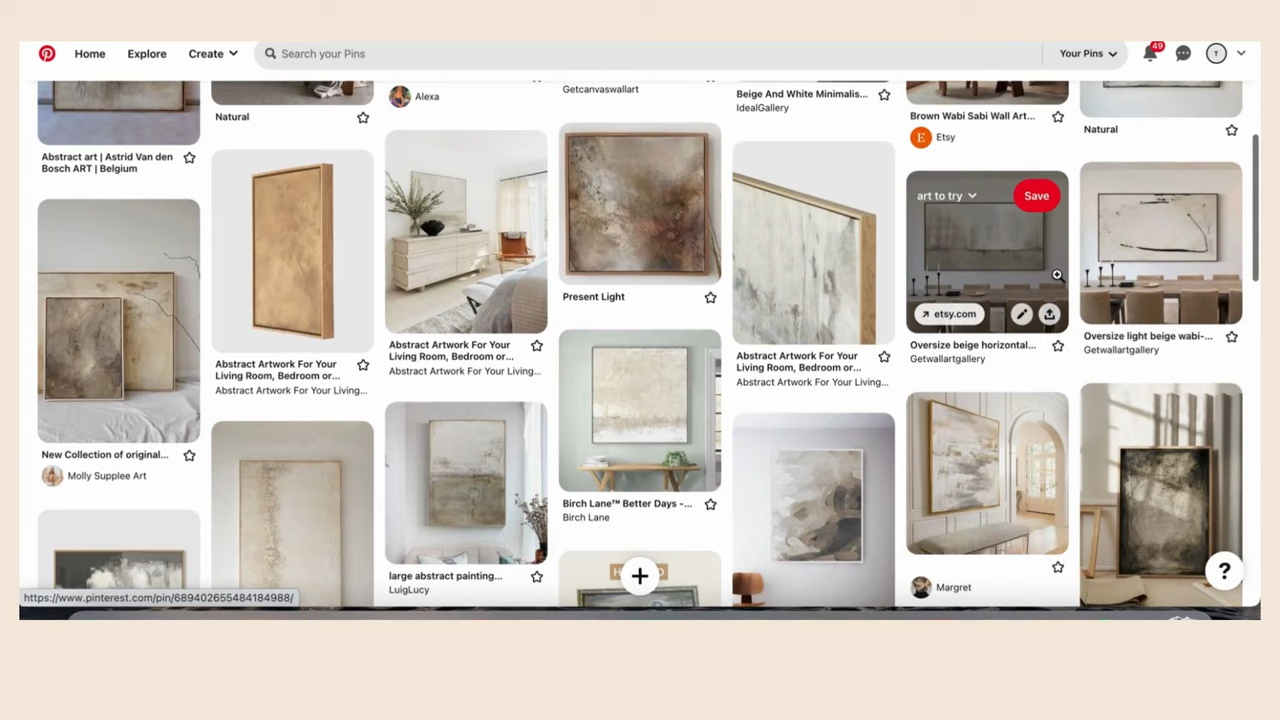 Home
Explore
Create
Search your Pins
Your Pins
49
T
Abstract art | Astrid Van den
Bosch ART | Belgium
New Collection of original...
Molly Supplee Art
Natural
Abstract Artwork For Your
Living Room, Bedroom or...
Abstract Artwork For Your Living...
Alexa
Abstract Artwork For Your
Living Room, Bedroom or...
Abstract Artwork For Your Living...
large abstract painting...
LuigLucy
Getcanvaswallart
Present Light
Birch Lane™ Better Days -...
Birch Lane
Beige And White Minimalis...
IdealGallery
Abstract Artwork For Your
Living Room, Bedroom or...
Abstract Artwork For Your Living...
Brown Wabi Sabi Wall Art...
E
Etsy
art to try
Save
etsy.com
Oversize beige horizontal...
Getwallartgallery
Margret
Natural
Oversize light beige wabi-...
Getwallartgallery
?
https://www.pinterest.com/pin/689402655484184988/